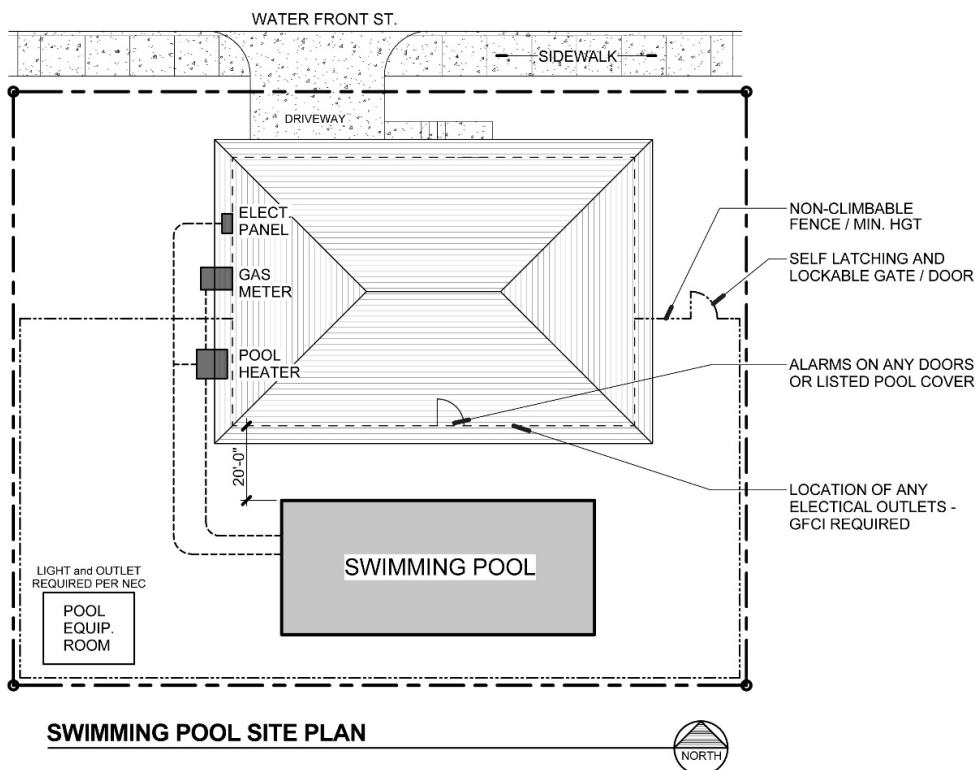 WATER FRONT ST.
SIDEWALK
DRIVEWAY
ELECT.
PANEL
GAS
METER
POOL
HEATER
NON-CLIMBABLE
FENCE / MIN. HGT
SELF LATCHING AND
LOCKABLE GATE / DOOR
ALARMS ON ANY DOORS
OR LISTED POOL COVER
LOCATION OF ANY
ELECTICAL OUTLETS -
GFCI REQUIRED
20'-0"
SWIMMING POOL
LIGHT and OUTLET
REQUIRED PER NEC
POOL
EQUIP.
ROOM
SWIMMING POOL SITE PLAN
NORTH